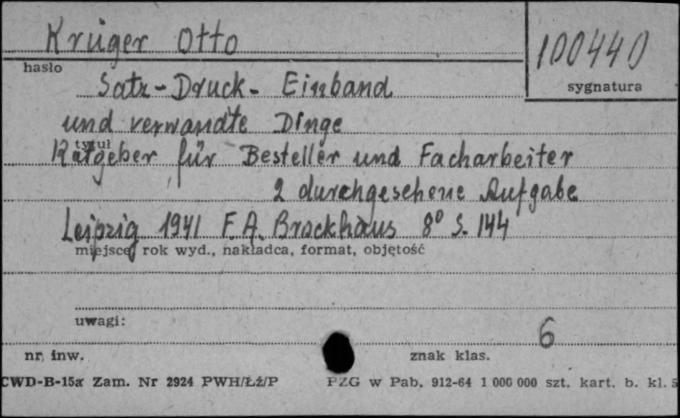 Krüger Otto
100440
hasło
sygnatura
Satz-Druck-Einband
und verwandte Dinge
tytuł
Ratgeber für Besteller und Facharbeiter
2 durchgesehene Aufgabe
Leipzig 1941 F. A. Brockhaus 8° S. 144
miejsce, rok wyd., nakładca, format, objętość
uwagi:
6
nr. inw.
znak klas.
CWD-B-15a Zam. Nr 2924 PWH/Łź/P PZG w Pab. 912-64 1 000 000 szt. kart. b. kl. 5